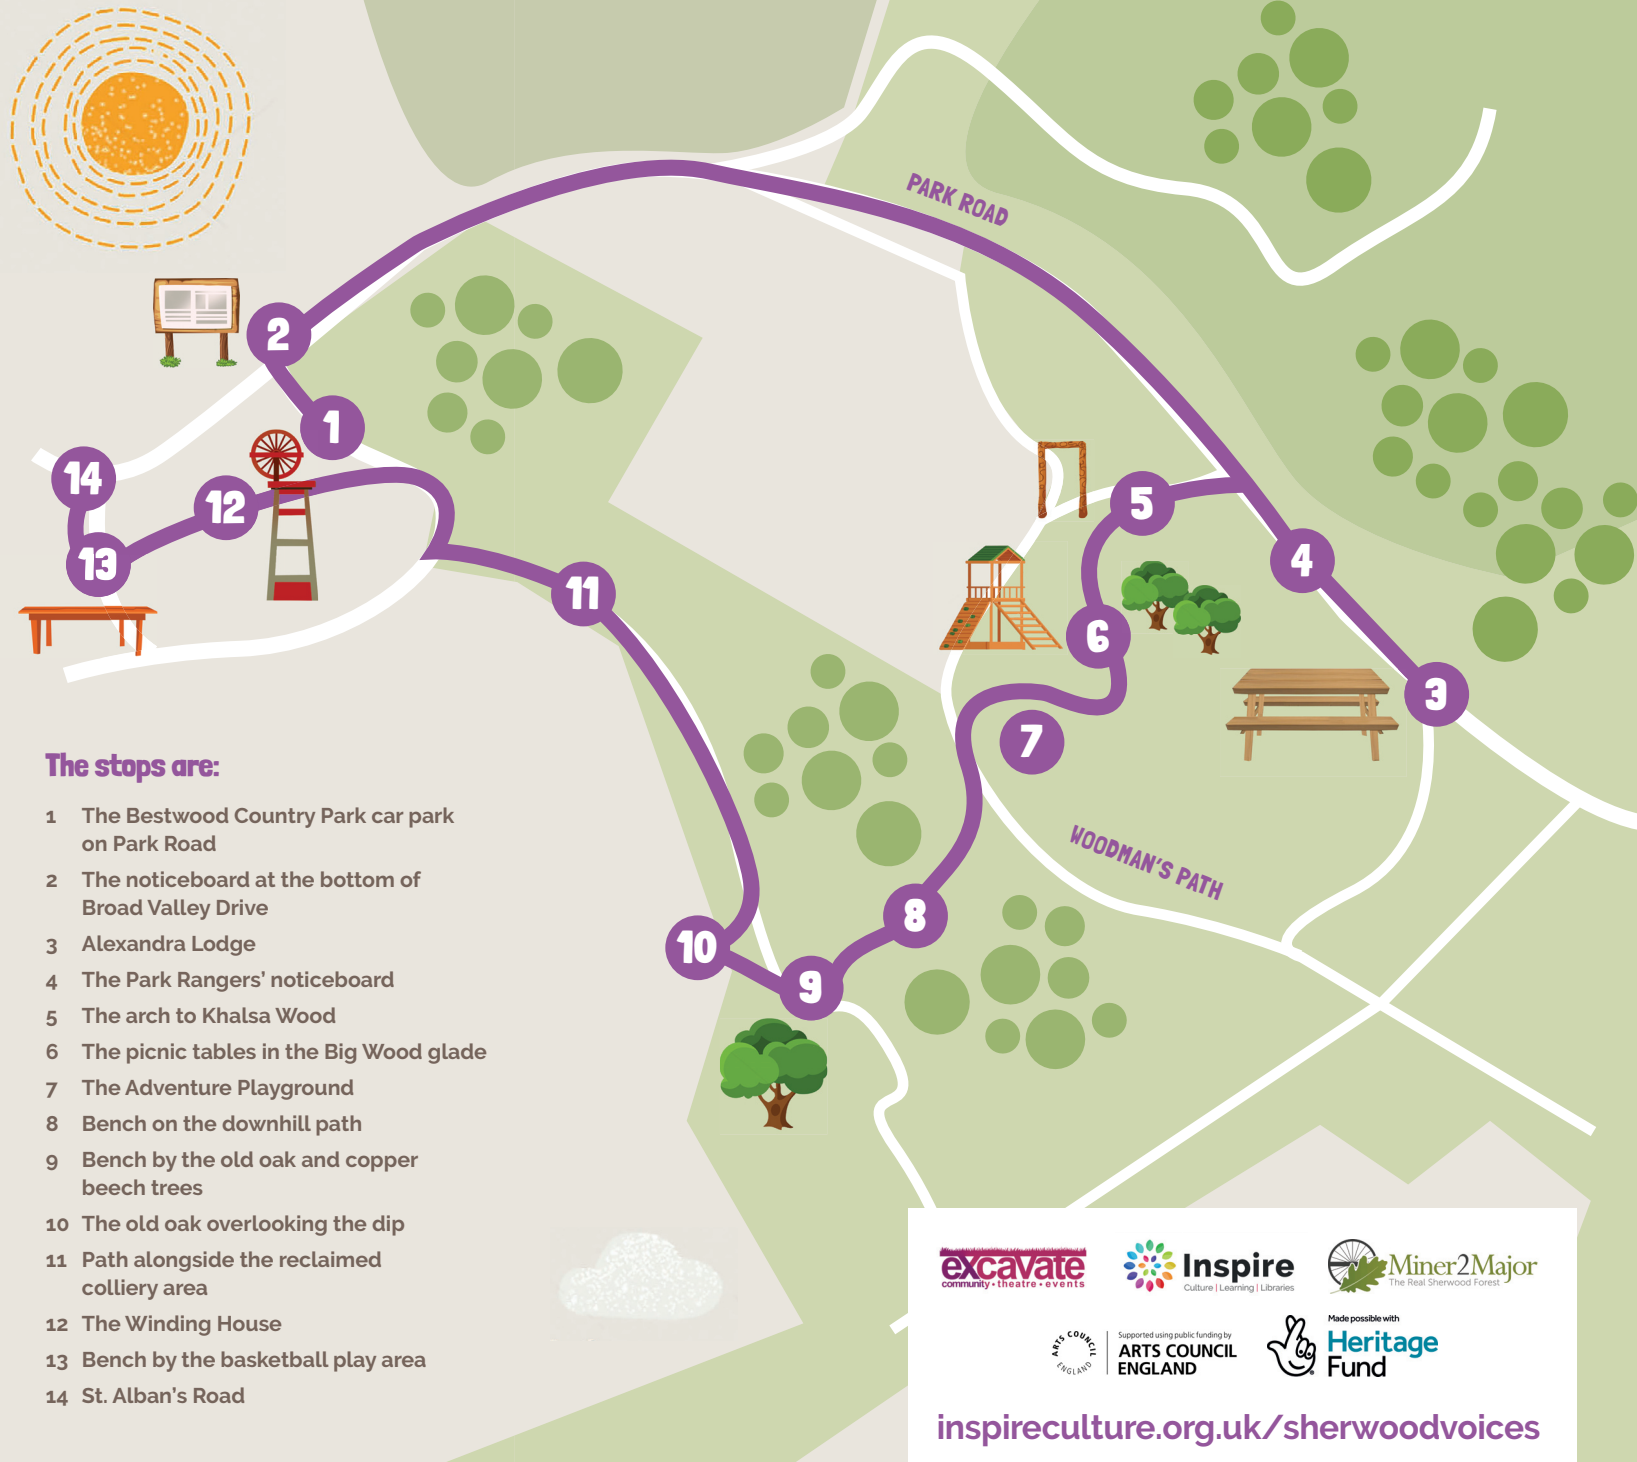 PARK ROAD
2
1
14
12
13
11
5
4
6
3
7
WOODMAN'S PATH
8
10
9
The stops are:
1 The Bestwood Country Park car park
on Park Road
2 The noticeboard at the bottom of
Broad Valley Drive
3 Alexandra Lodge
4 The Park Rangers' noticeboard
5 The arch to Khalsa Wood
6 The picnic tables in the Big Wood glade
7 The Adventure Playground
8 Bench on the downhill path
9 Bench by the old oak and copper
beech trees
10 The old oak overlooking the dip
11 Path alongside the reclaimed
colliery area
12 The Winding House
13 Bench by the basketball play area
14 St. Alban's Road
excavate
community • theatre • events
Inspire
Culture | Learning | Libraries
Miner2Major
The Real Sherwood Forest
ARTS COUNCIL
ENGLAND
Supported using public funding by
ARTS COUNCIL
ENGLAND
Made possible with
Heritage
Fund
inspireculture.org.uk/sherwoodvoices